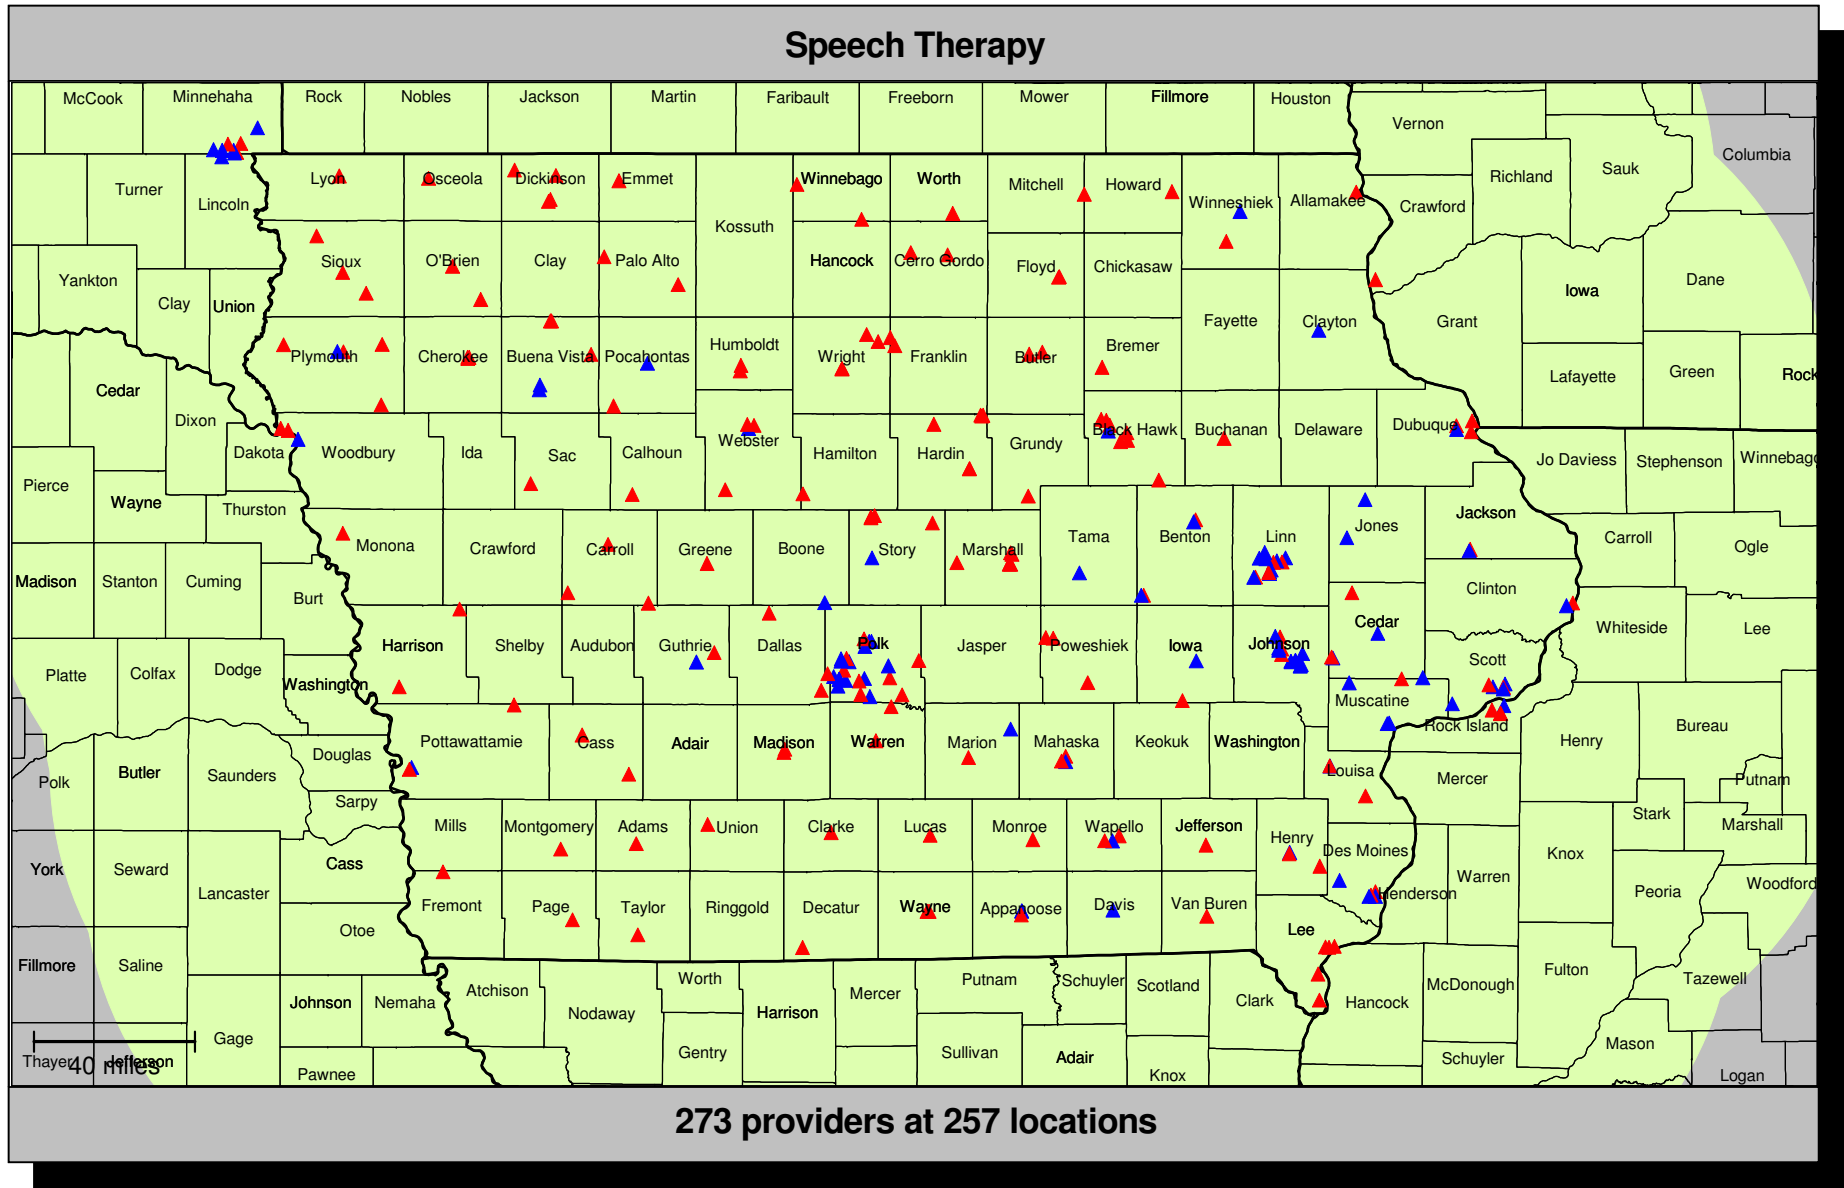 Speech Therapy
McCook
Minnehaha
Rock
Nobles
Jackson
Martin
Faribault
Freeborn
Mower
Fillmore
Houston
Vernon
Columbia
Richland
Sauk
Turner
Lincoln
Lyon
Osceola
Dickinson
Emmet
Winnebago
Worth
Mitchell
Howard
Winneshiek
Allamakee
Crawford
Kossuth
Yankton
Clay
Union
Sioux
O'Brien
Clay
Palo Alto
Hancock
Cerro Gordo
Floyd
Chickasaw
Iowa
Dane
Fayette
Clayton
Grant
Cedar
Dixon
Plymouth
Cherokee
Buena Vista
Pocahontas
Humboldt
Wright
Franklin
Butler
Bremer
Lafayette
Green
Rock
Pierce
Dakota
Woodbury
Ida
Sac
Calhoun
Webster
Hamilton
Hardin
Grundy
Black Hawk
Buchanan
Delaware
Dubuque
Jo Daviess
Stephenson
Winnebago
Wayne
Thurston
Monona
Crawford
Carroll
Greene
Boone
Story
Marshall
Tama
Benton
Linn
Jones
Jackson
Carroll
Ogle
Madison
Stanton
Cuming
Burt
Clinton
Whiteside
Lee
Harrison
Shelby
Audubon
Guthrie
Dallas
Polk
Jasper
Poweshiek
Iowa
Johnson
Cedar
Scott
Platte
Colfax
Dodge
Washington
Muscatine
Rock Island
Henry
Bureau
Pottawattamie
Cass
Adair
Madison
Warren
Marion
Mahaska
Keokuk
Washington
Louisa
Mercer
Polk
Butler
Saunders
Douglas
Sarpy
Putnam
Stark
Marshall
Mills
Montgomery
Adams
Union
Clarke
Lucas
Monroe
Wapello
Jefferson
Henry
Des Moines
Knox
York
Seward
Lancaster
Cass
Henderson
Warren
Peoria
Woodford
Fremont
Page
Taylor
Ringgold
Decatur
Wayne
Appanoose
Davis
Van Buren
Lee
Otoe
Fillmore
Saline
Johnson
Nemaha
Atchison
Nodaway
Worth
Harrison
Mercer
Putnam
Schuyler
Scotland
Clark
Hancock
McDonough
Fulton
Tazewell
Gage
Gentry
Sullivan
Adair
Knox
Schuyler
Mason
Logan
Thayer
Jefferson
40 miles
Pawnee
273 providers at 257 locations